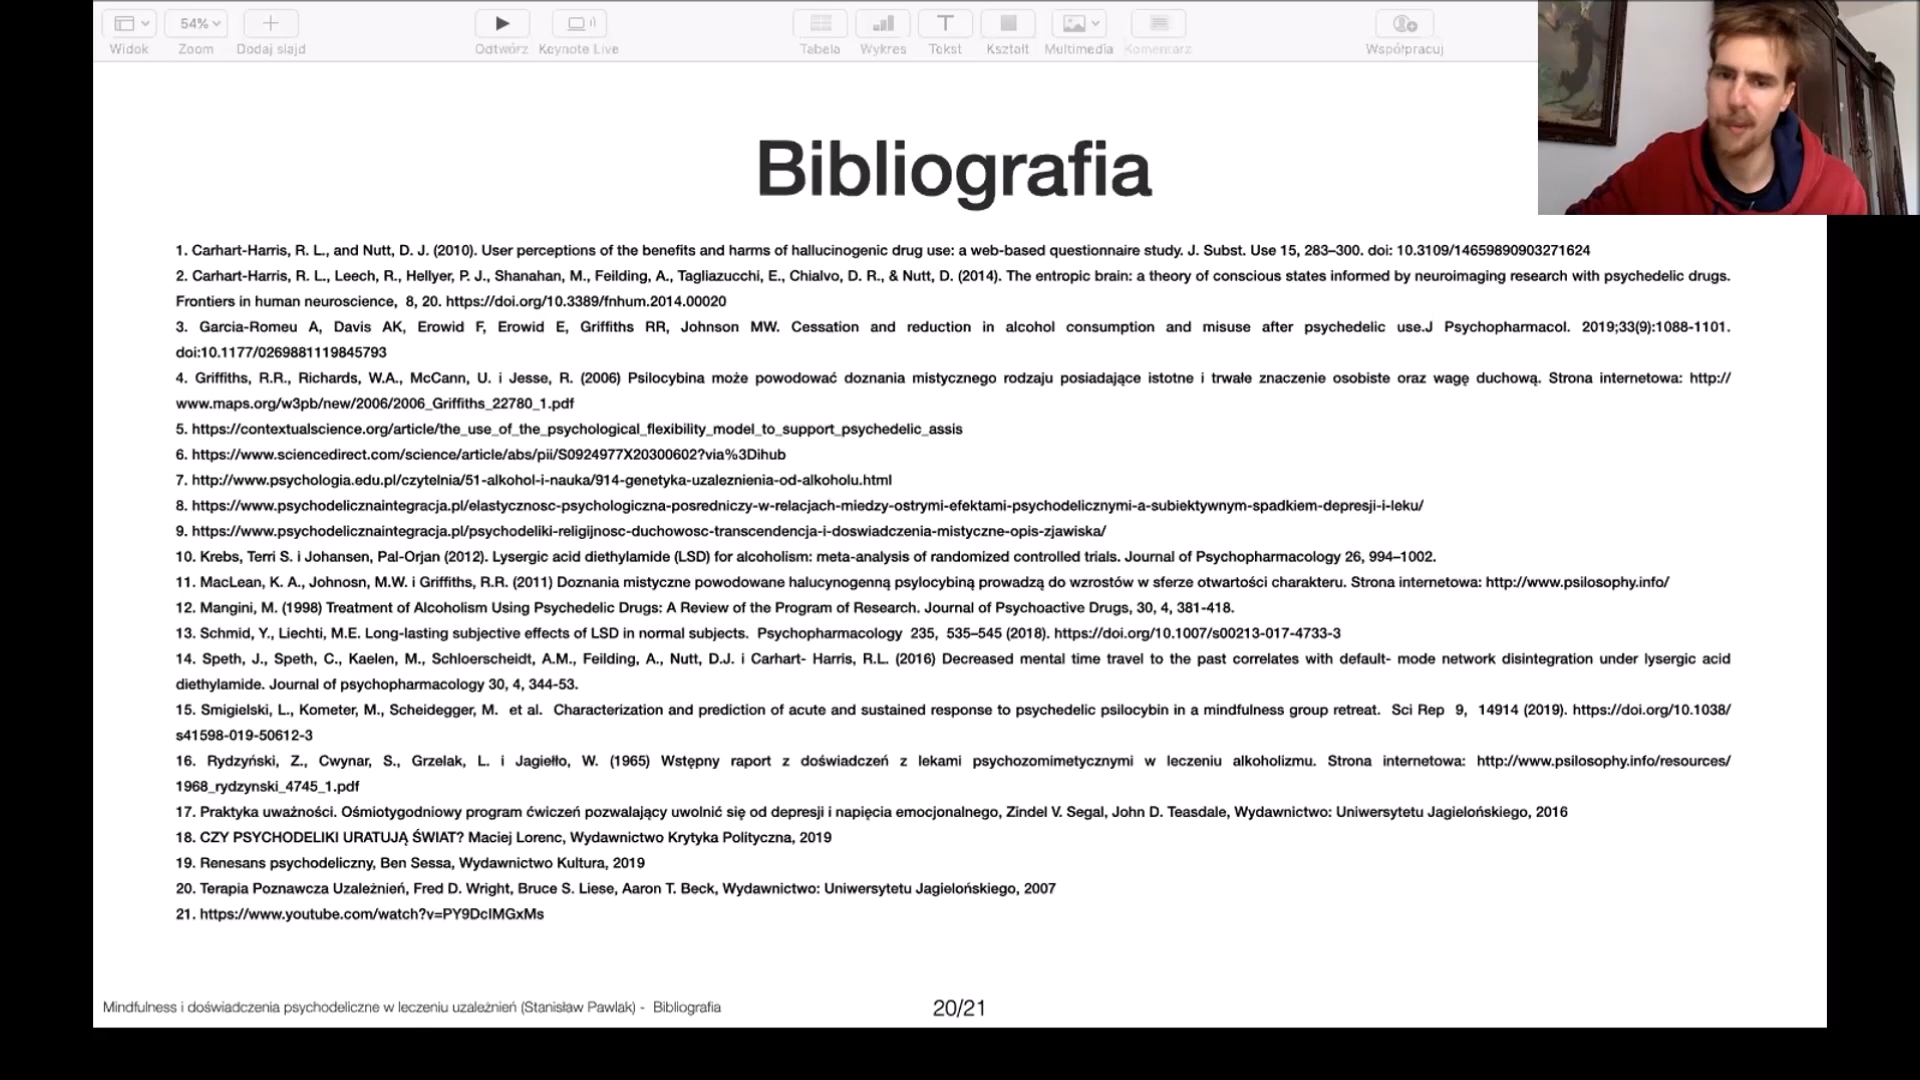 Widok
54%
Zoom
Dodaj slajd
Odtwórz
Keynote Live
Tabela
Wykres
Tekst
Kształt
Multimedia
Komentarz
Współpracuj
Bibliografia
1. Carhart-Harris, R. L., and Nutt, D. J. (2010). User perceptions of the benefits and harms of hallucinogenic drug use: a web-based questionnaire study. J. Subst. Use 15, 283–300. doi: 10.3109/14659890903271624
2. Carhart-Harris, R. L., Leech, R., Hellyer, P. J., Shanahan, M., Feilding, A., Tagliazucchi, E., Chialvo, D. R., & Nutt, D. (2014). The entropic brain: a theory of conscious states informed by neuroimaging research with psychedelic drugs.
Frontiers in human neuroscience, 8, 20. https://doi.org/10.3389/fnhum.2014.00020
3. Garcia-Romeu A, Davis AK, Erowid F, Erowid E, Griffiths RR, Johnson MW. Cessation and reduction in alcohol consumption and misuse after psychedelic use.J Psychopharmacol. 2019;33(9):1088-1101.
doi:10.1177/0269881119845793
4. Griffiths, R.R., Richards, W.A., McCann, U. i Jesse, R. (2006) Psilocybina może powodować doznania mistycznego rodzaju posiadające istotne i trwałe znaczenie osobiste oraz wagę duchową. Strona internetowa: http://
www.maps.org/w3pb/new/2006/2006_Griffiths_22780_1.pdf
5. https://contextualscience.org/article/the_use_of_the_psychological_flexibility_model_to_support_psychedelic_assis
6. https://www.sciencedirect.com/science/article/abs/pii/S0924977X20300602?via%3Dihub
7. http://www.psychologia.edu.pl/czytelnia/51-alkohol-i-nauka/914-genetyka-uzaleznienia-od-alkoholu.html
8. https://www.psychodelicznaintegracja.pl/elastycznosc-psychologiczna-posredniczy-w-relacjach-miedzy-ostrymi-efektami-psychodelicznymi-a-subiektywnym-spadkiem-depresji-i-leku/
9. https://www.psychodelicznaintegracja.pl/psychodeliki-religijnosc-duchowosc-transcendencja-i-doswiadczenia-mistyczne-opis-zjawiska/
10. Krebs, Terri S. i Johansen, Pal-Orjan (2012). Lysergic acid diethylamide (LSD) for alcoholism: meta-analysis of randomized controlled trials. Journal of Psychopharmacology 26, 994–1002.
11. MacLean, K. A., Johnosn, M.W. i Griffiths, R.R. (2011) Doznania mistyczne powodowane halucynogenną psylocybiną prowadzą do wzrostów w sferze otwartości charakteru. Strona internetowa: http://www.psilosophy.info/
12. Mangini, M. (1998) Treatment of Alcoholism Using Psychedelic Drugs: A Review of the Program of Research. Journal of Psychoactive Drugs, 30, 4, 381-418.
13. Schmid, Y., Liechti, M.E. Long-lasting subjective effects of LSD in normal subjects. Psychopharmacology 235, 535–545 (2018). https://doi.org/10.1007/s00213-017-4733-3
14. Speth, J., Speth, C., Kaelen, M., Schloerscheidt, A.M., Feilding, A., Nutt, D.J. i Carhart- Harris, R.L. (2016) Decreased mental time travel to the past correlates with default- mode network disintegration under lysergic acid
diethylamide. Journal of psychopharmacology 30, 4, 344-53.
15. Smigielski, L., Kometer, M., Scheidegger, M. et al. Characterization and prediction of acute and sustained response to psychedelic psilocybin in a mindfulness group retreat. Sci Rep 9, 14914 (2019). https://doi.org/10.1038/
s41598-019-50612-3
16. Rydzyński, Z., Cwynar, S., Grzelak, L. i Jagiełło, W. (1965) Wstępny raport z doświadczeń z lekami psychozomimetycznymi w leczeniu alkoholizmu. Strona internetowa: http://www.psilosophy.info/resources/
1968_rydzynski_4745_1.pdf
17. Praktyka uważności. Ośmiotygodniowy program ćwiczeń pozwalający uwolnić się od depresji i napięcia emocjonalnego, Zindel V. Segal, John D. Teasdale, Wydawnictwo: Uniwersytetu Jagielońskiego, 2016
18. CZY PSYCHODELIKI URATUJĄ ŚWIAT? Maciej Lorenc, Wydawnictwo Krytyka Polityczna, 2019
19. Renesans psychodeliczny, Ben Sessa, Wydawnictwo Kultura, 2019
20. Terapia Poznawcza Uzależnień, Fred D. Wright, Bruce S. Liese, Aaron T. Beck, Wydawnictwo: Uniwersytetu Jagielońskiego, 2007
21. https://www.youtube.com/watch?v=PY9DcIMGxMs
Mindfulness i doświadczenia psychodeliczne w leczeniu uzależnień (Stanisław Pawlak) - Bibliografia
20/21